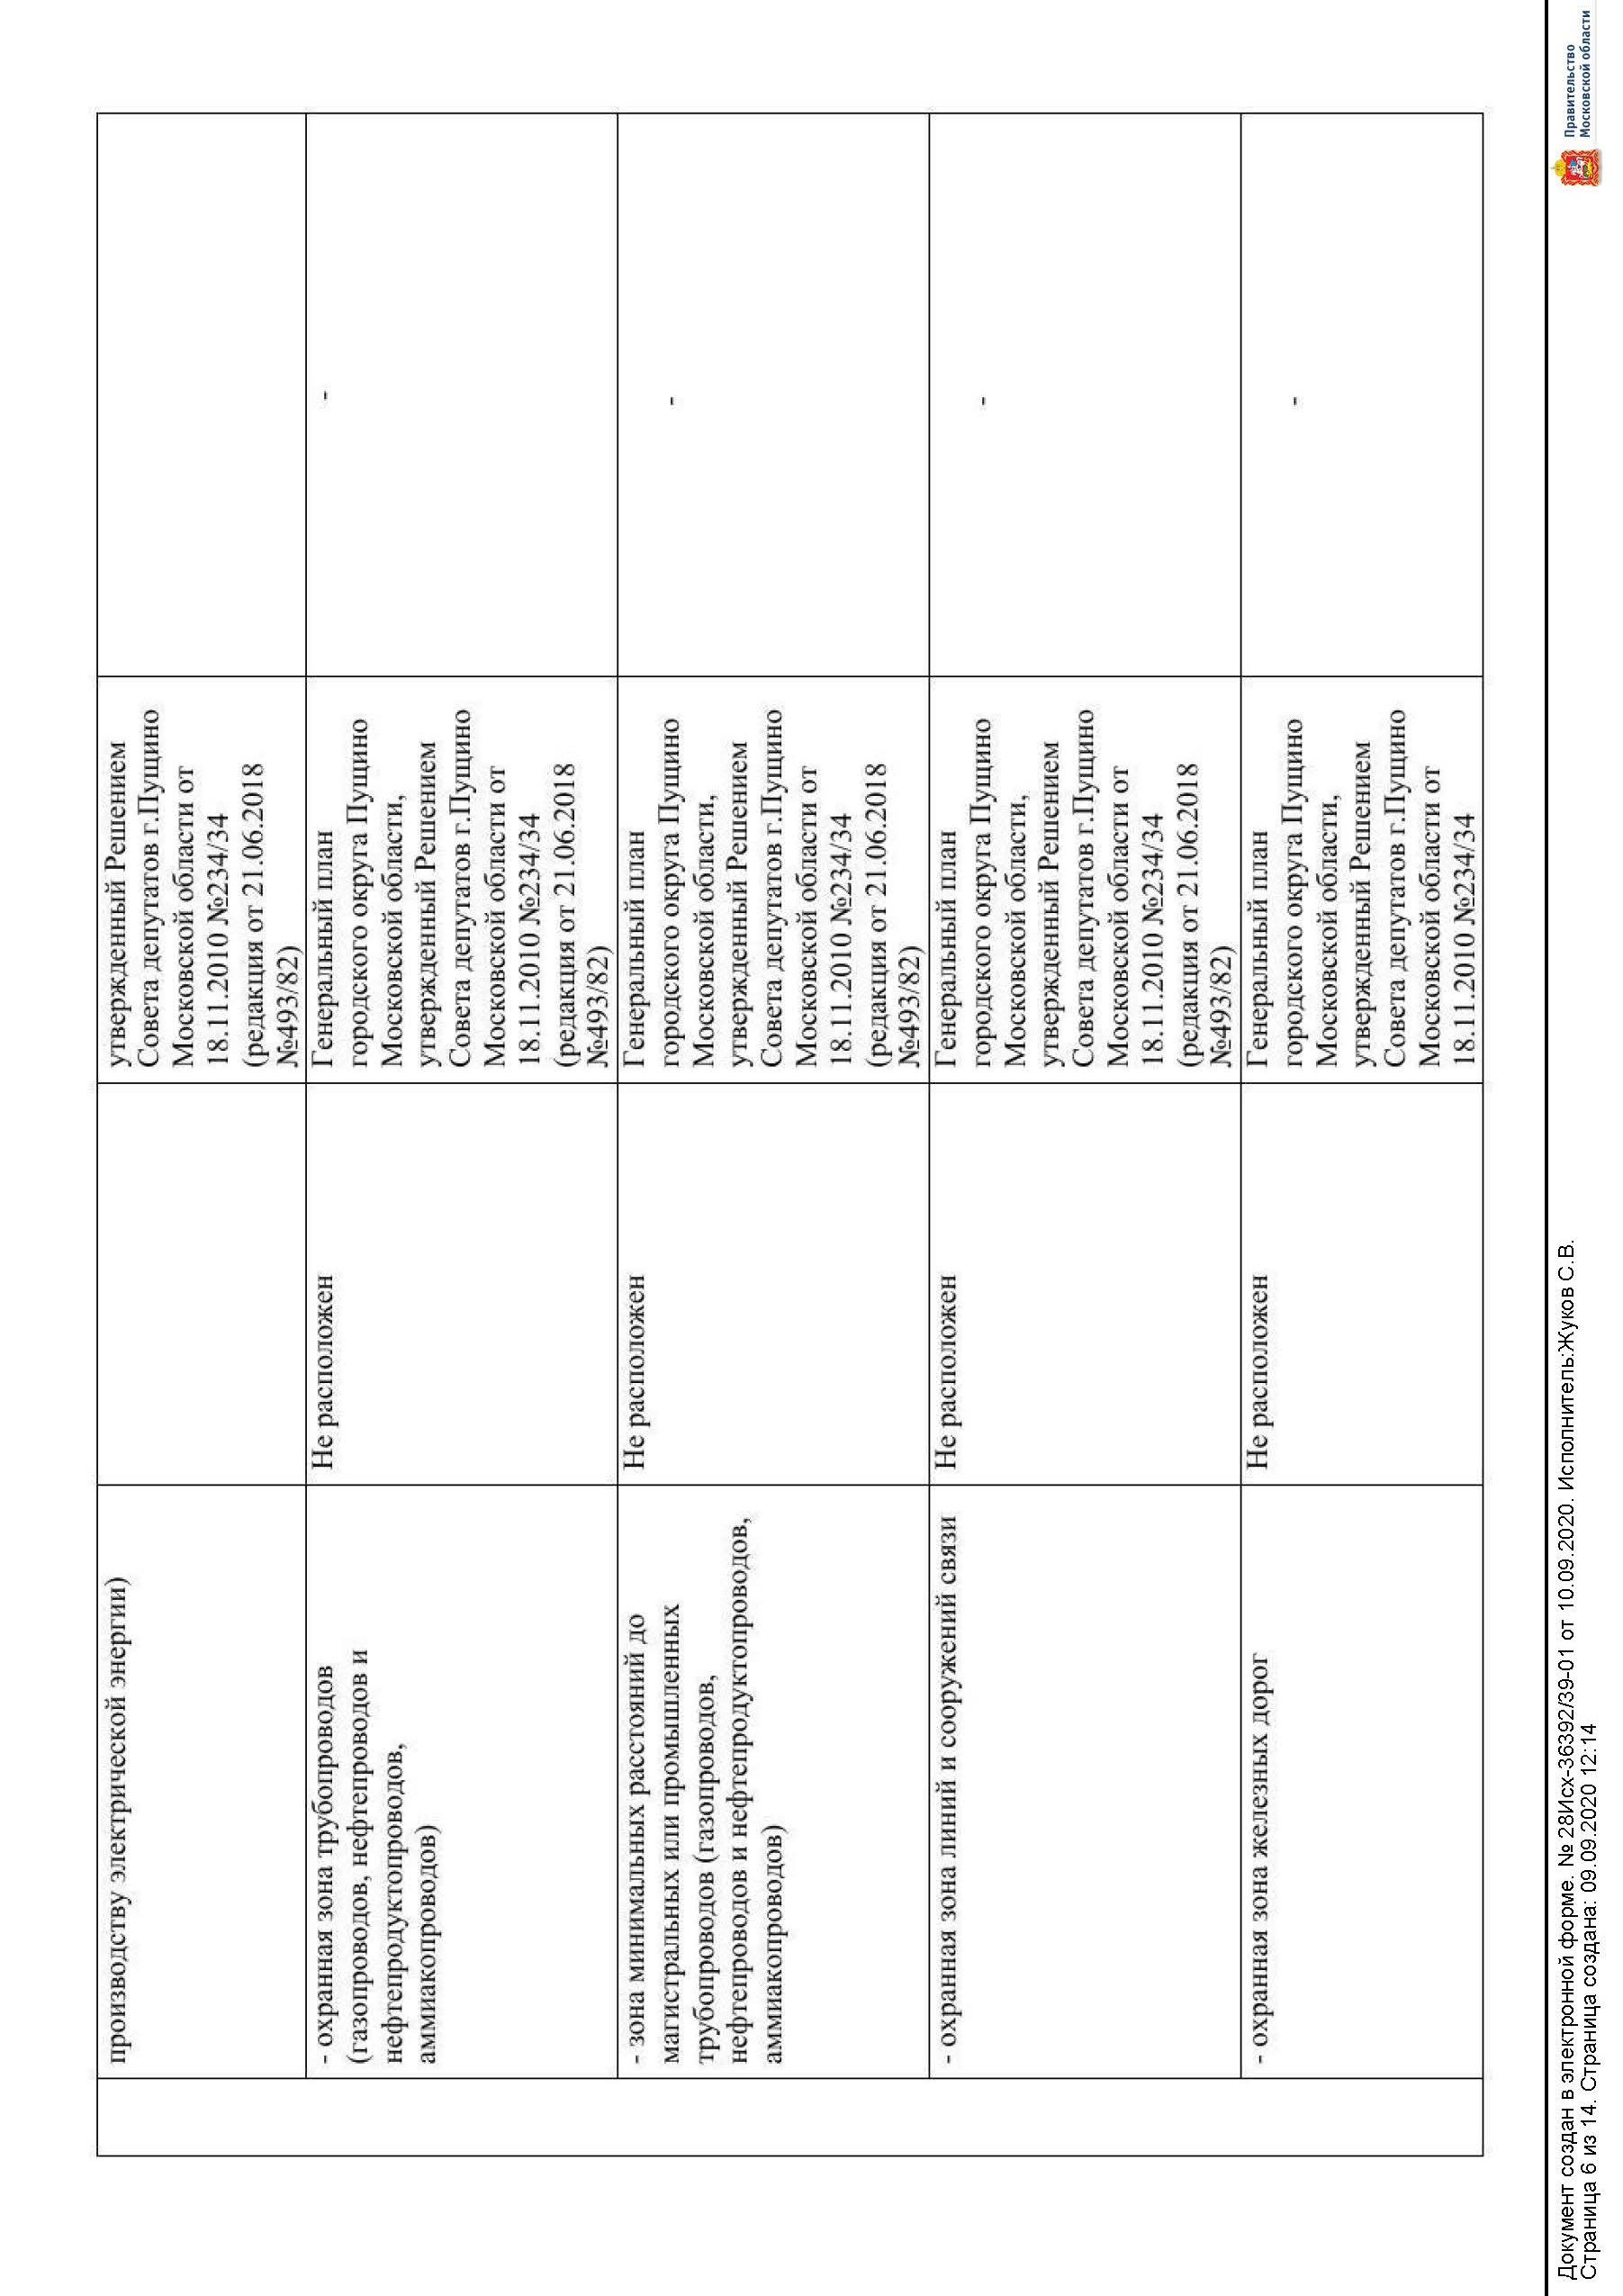 производству электрической энергии)
утвержденный Решением
Совета депутатов г.Пущино
Московской области от
18.11.2010 №234/34
(редакция от 21.06.2018
№493/82)
- охранная зона трубопроводов
(газопроводов, нефтепроводов и
нефтепродуктопроводов,
аммиакопроводов)
Не расположен
Генеральный план
городского округа Пущино
Московской области,
утвержденный Решением
Совета депутатов г.Пущино
Московской области от
18.11.2010 №234/34
(редакция от 21.06.2018
№493/82)
-
- зона минимальных расстояний до
магистральных или промышленных
трубопроводов (газопроводов,
нефтепроводов и нефтепродуктопроводов,
аммиакопроводов)
Не расположен
Генеральный план
городского округа Пущино
Московской области,
утвержденный Решением
Совета депутатов г.Пущино
Московской области от
18.11.2010 №234/34
(редакция от 21.06.2018
№493/82)
-
- охранная зона линий и сооружений связи
Не расположен
Генеральный план
городского округа Пущино
Московской области,
утвержденный Решением
Совета депутатов г.Пущино
Московской области от
18.11.2010 №234/34
(редакция от 21.06.2018
№493/82)
-
- охранная зона железных дорог
Не расположен
Генеральный план
городского округа Пущино
Московской области,
утвержденный Решением
Совета депутатов г.Пущино
Московской области от
18.11.2010 №234/34
-
Документ создан в электронной форме. № 28Исх-36392/39-01 от 10.09.2020. Исполнитель:Жуков С.В.
Страница 6 из 14. Страница создана: 09.09.2020 12:14
Правительство
Московской области